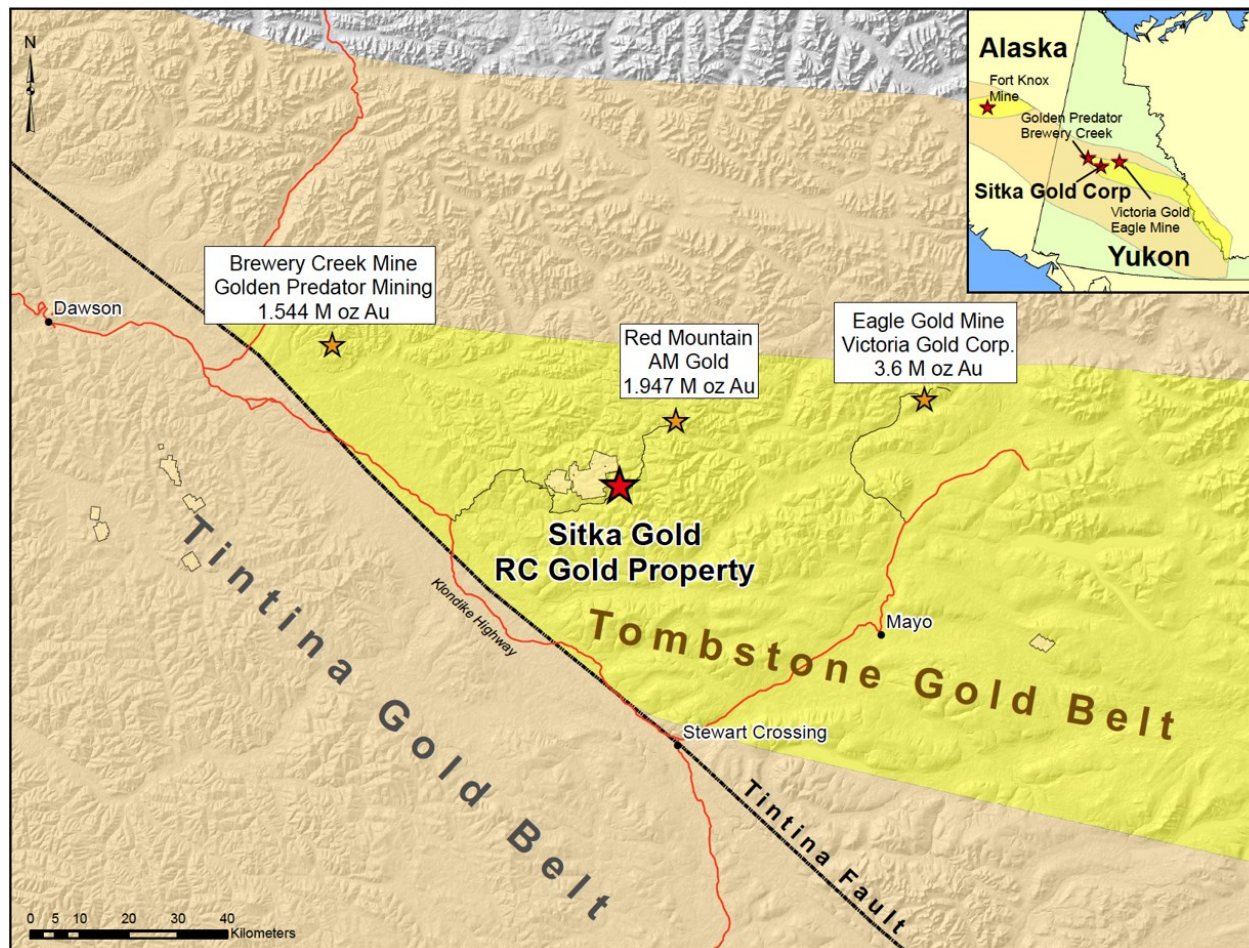 N
Alaska
Fort Knox
Mine
Golden Predator
Brewery Creek
Sitka Gold Corp
Victoria Gold
Eagle Mine
Yukon
Brewery Creek Mine
Golden Predator Mining
1.544 M oz Au
Dawson
Red Mountain
AM Gold
1.947 M oz Au
Eagle Gold Mine
Victoria Gold Corp.
3.6 M oz Au
Sitka Gold
RC Gold Property
Klondike Highway
Tintina Gold Belt
Tombstone Gold Belt
Mayo
Stewart Crossing
Tintina Fault
0 5 10 20 30 40
Kilometers